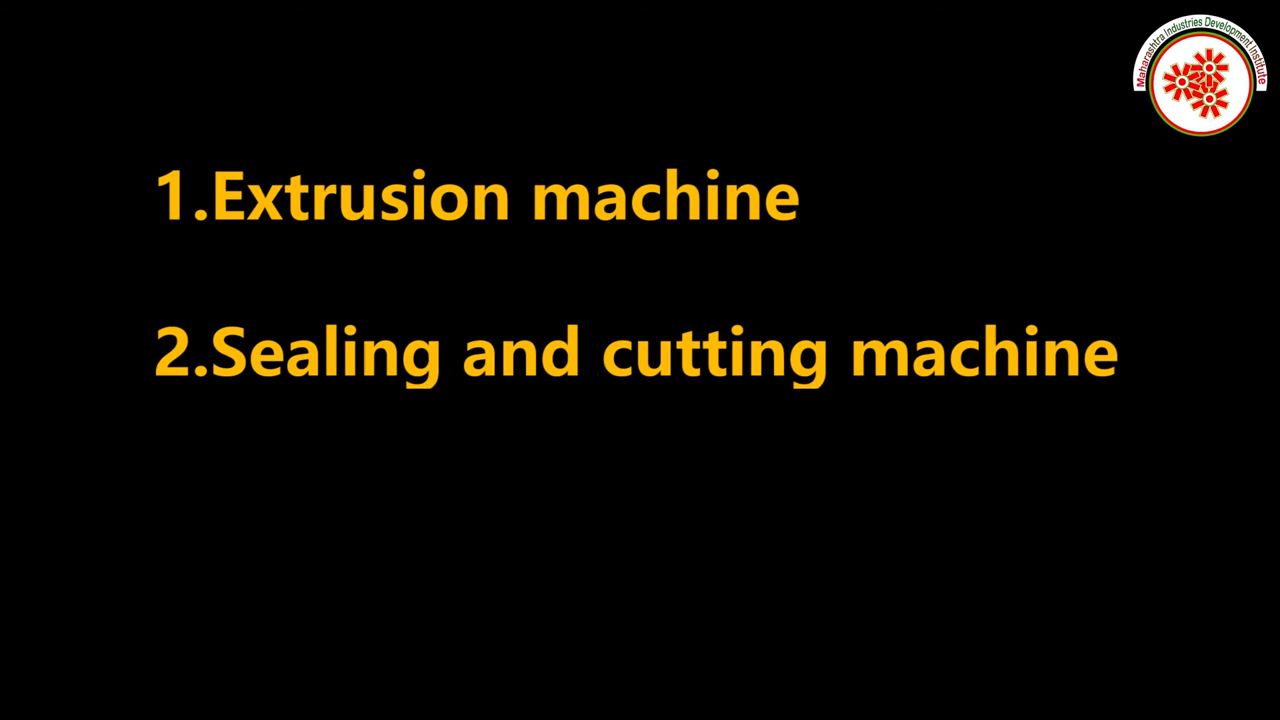 Maharashtra Industries Development Institute
1.Extrusion machine
2.Sealing and cutting machine